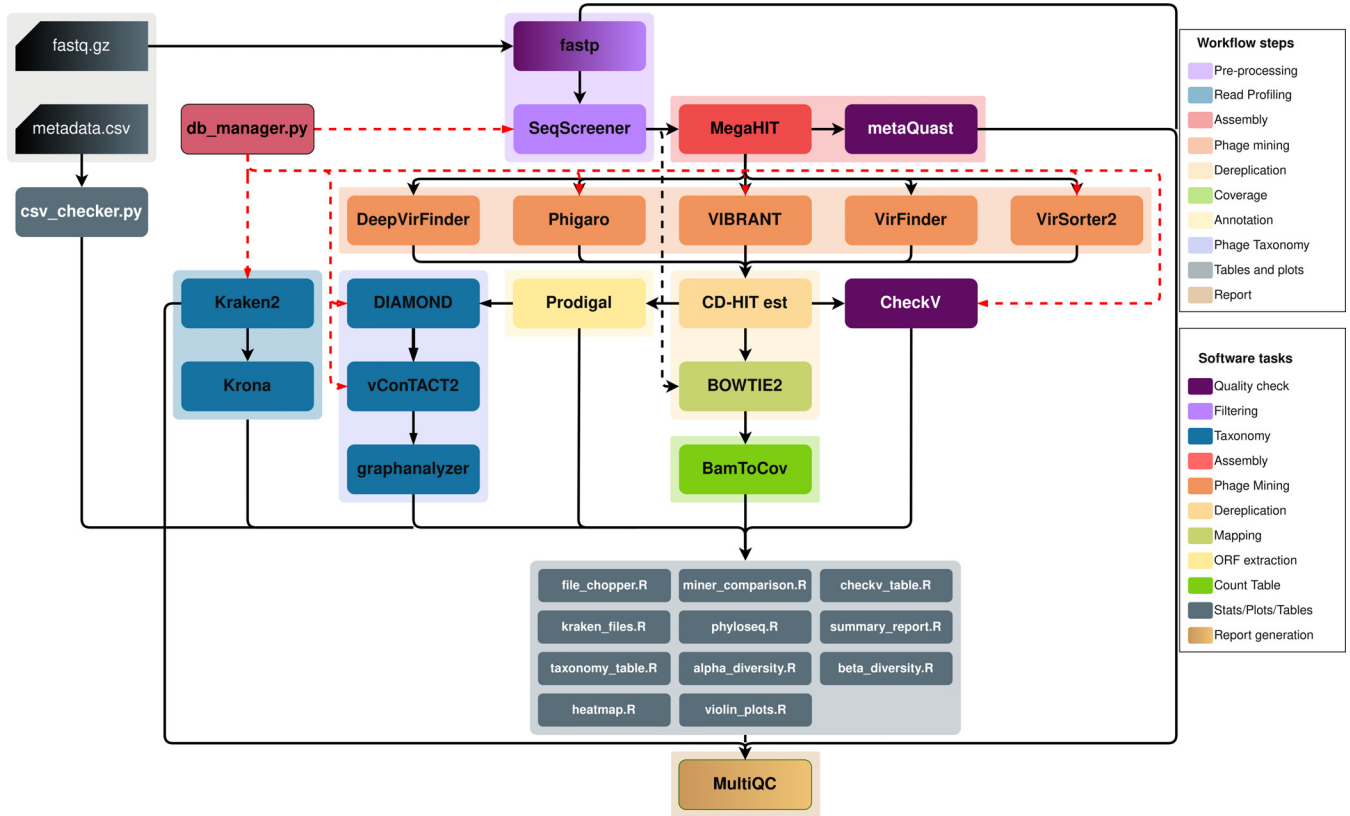 fastq.gz
fastp
metadata.csv
db_manager.py
SeqScreener
MegaHIT
metaQuast
csv_checker.py
DeepVirFinder
Phigaro
VIBRANT
VirFinder
VirSorter2
Kraken2
DIAMOND
Prodigal
CD-HIT est
CheckV
Krona
vConTACT2
BOWTIE2
graphanalyzer
BamToCov
file_chopper.R
miner_comparison.R
checkv_table.R
kraken_files.R
phyloseq.R
summary_report.R
taxonomy_table.R
alpha_diversity.R
beta_diversity.R
heatmap.R
violin_plots.R
MultiQC
Workflow steps
Pre-processing
Read Profiling
Assembly
Phage mining
Dereplication
Coverage
Annotation
Phage Taxonomy
Tables and plots
Report
Software tasks
Quality check
Filtering
Taxonomy
Assembly
Phage Mining
Dereplication
Mapping
ORF extraction
Count Table
Stats/Plots/Tables
Report generation